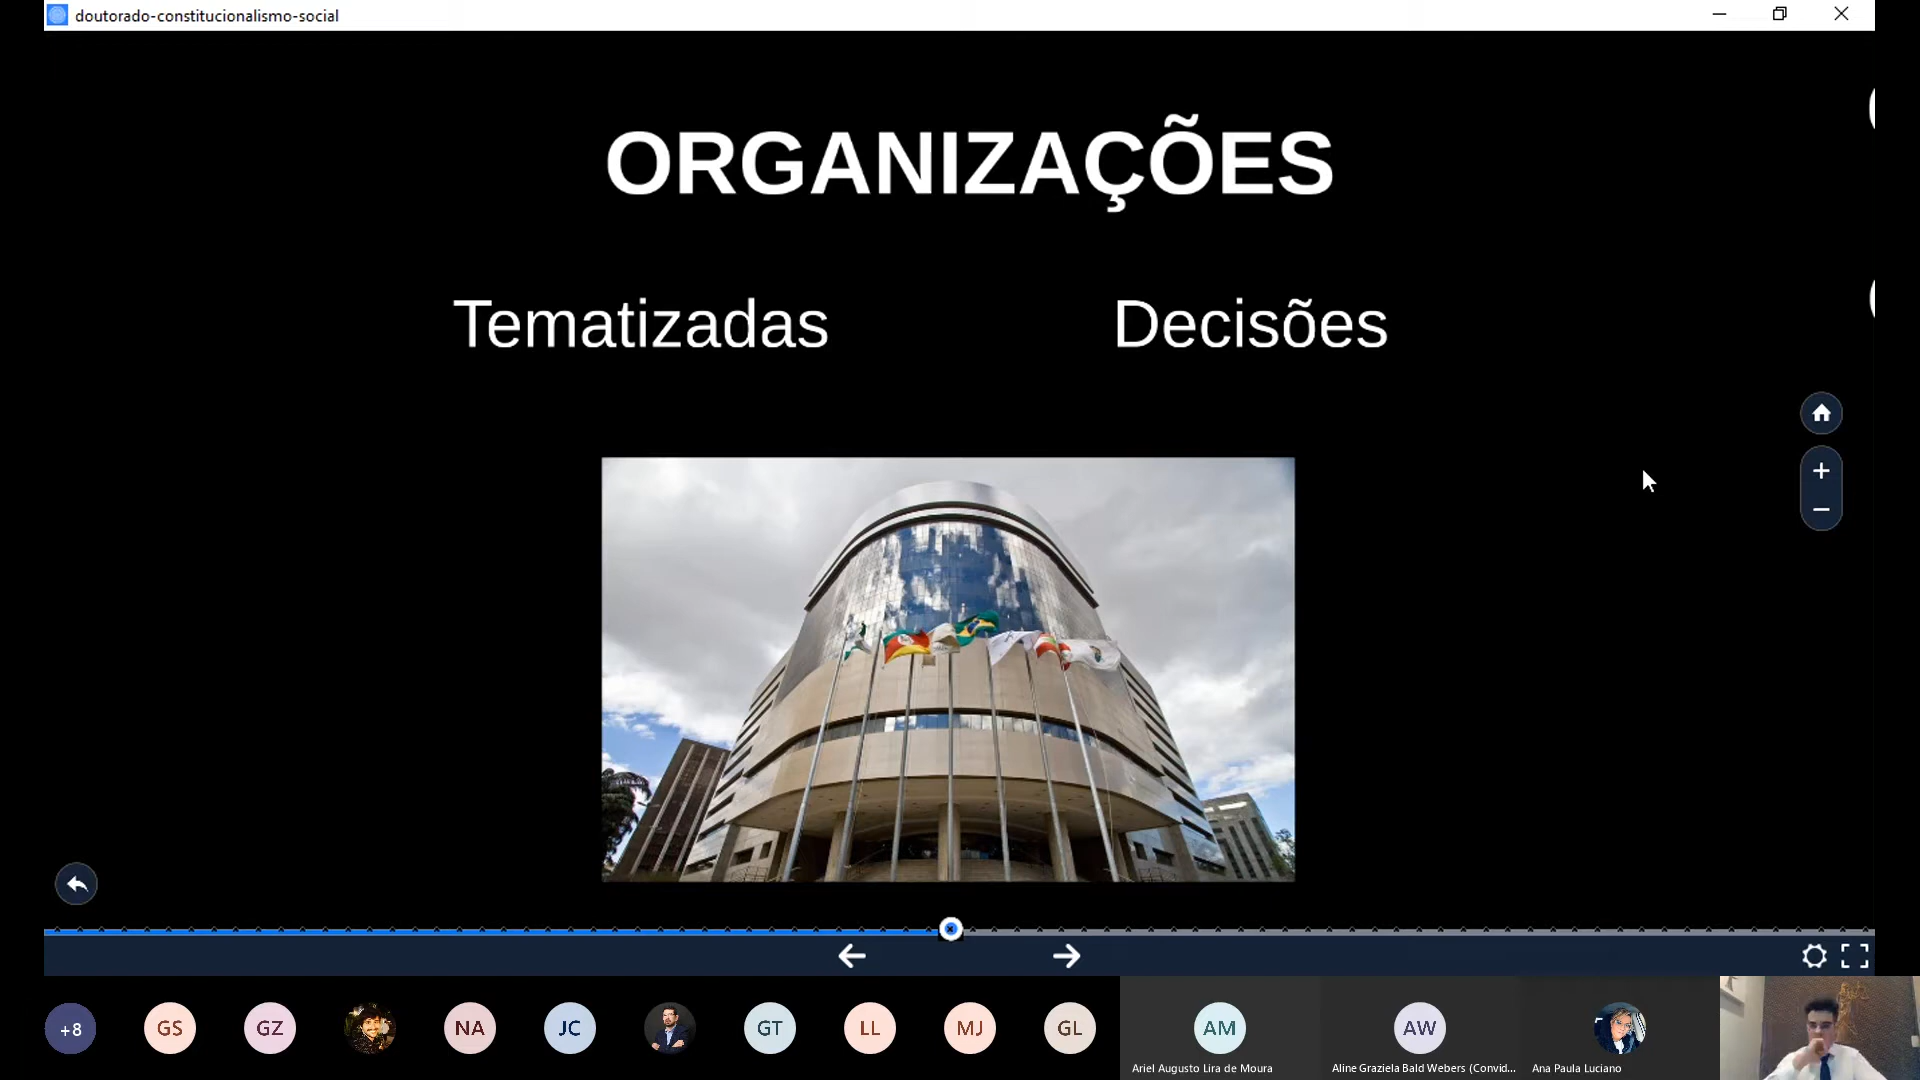 doutorado-constitucionalismo-social
ORGANIZAÇÕES
Tematizadas
Decisões
+8
GS
GZ
NA
JC
GT
LL
MJ
GL
AM
AW
Ariel Augusto Lira de Moura
Aline Graziela Bald Webers (Convid...
Ana Paula Luciano